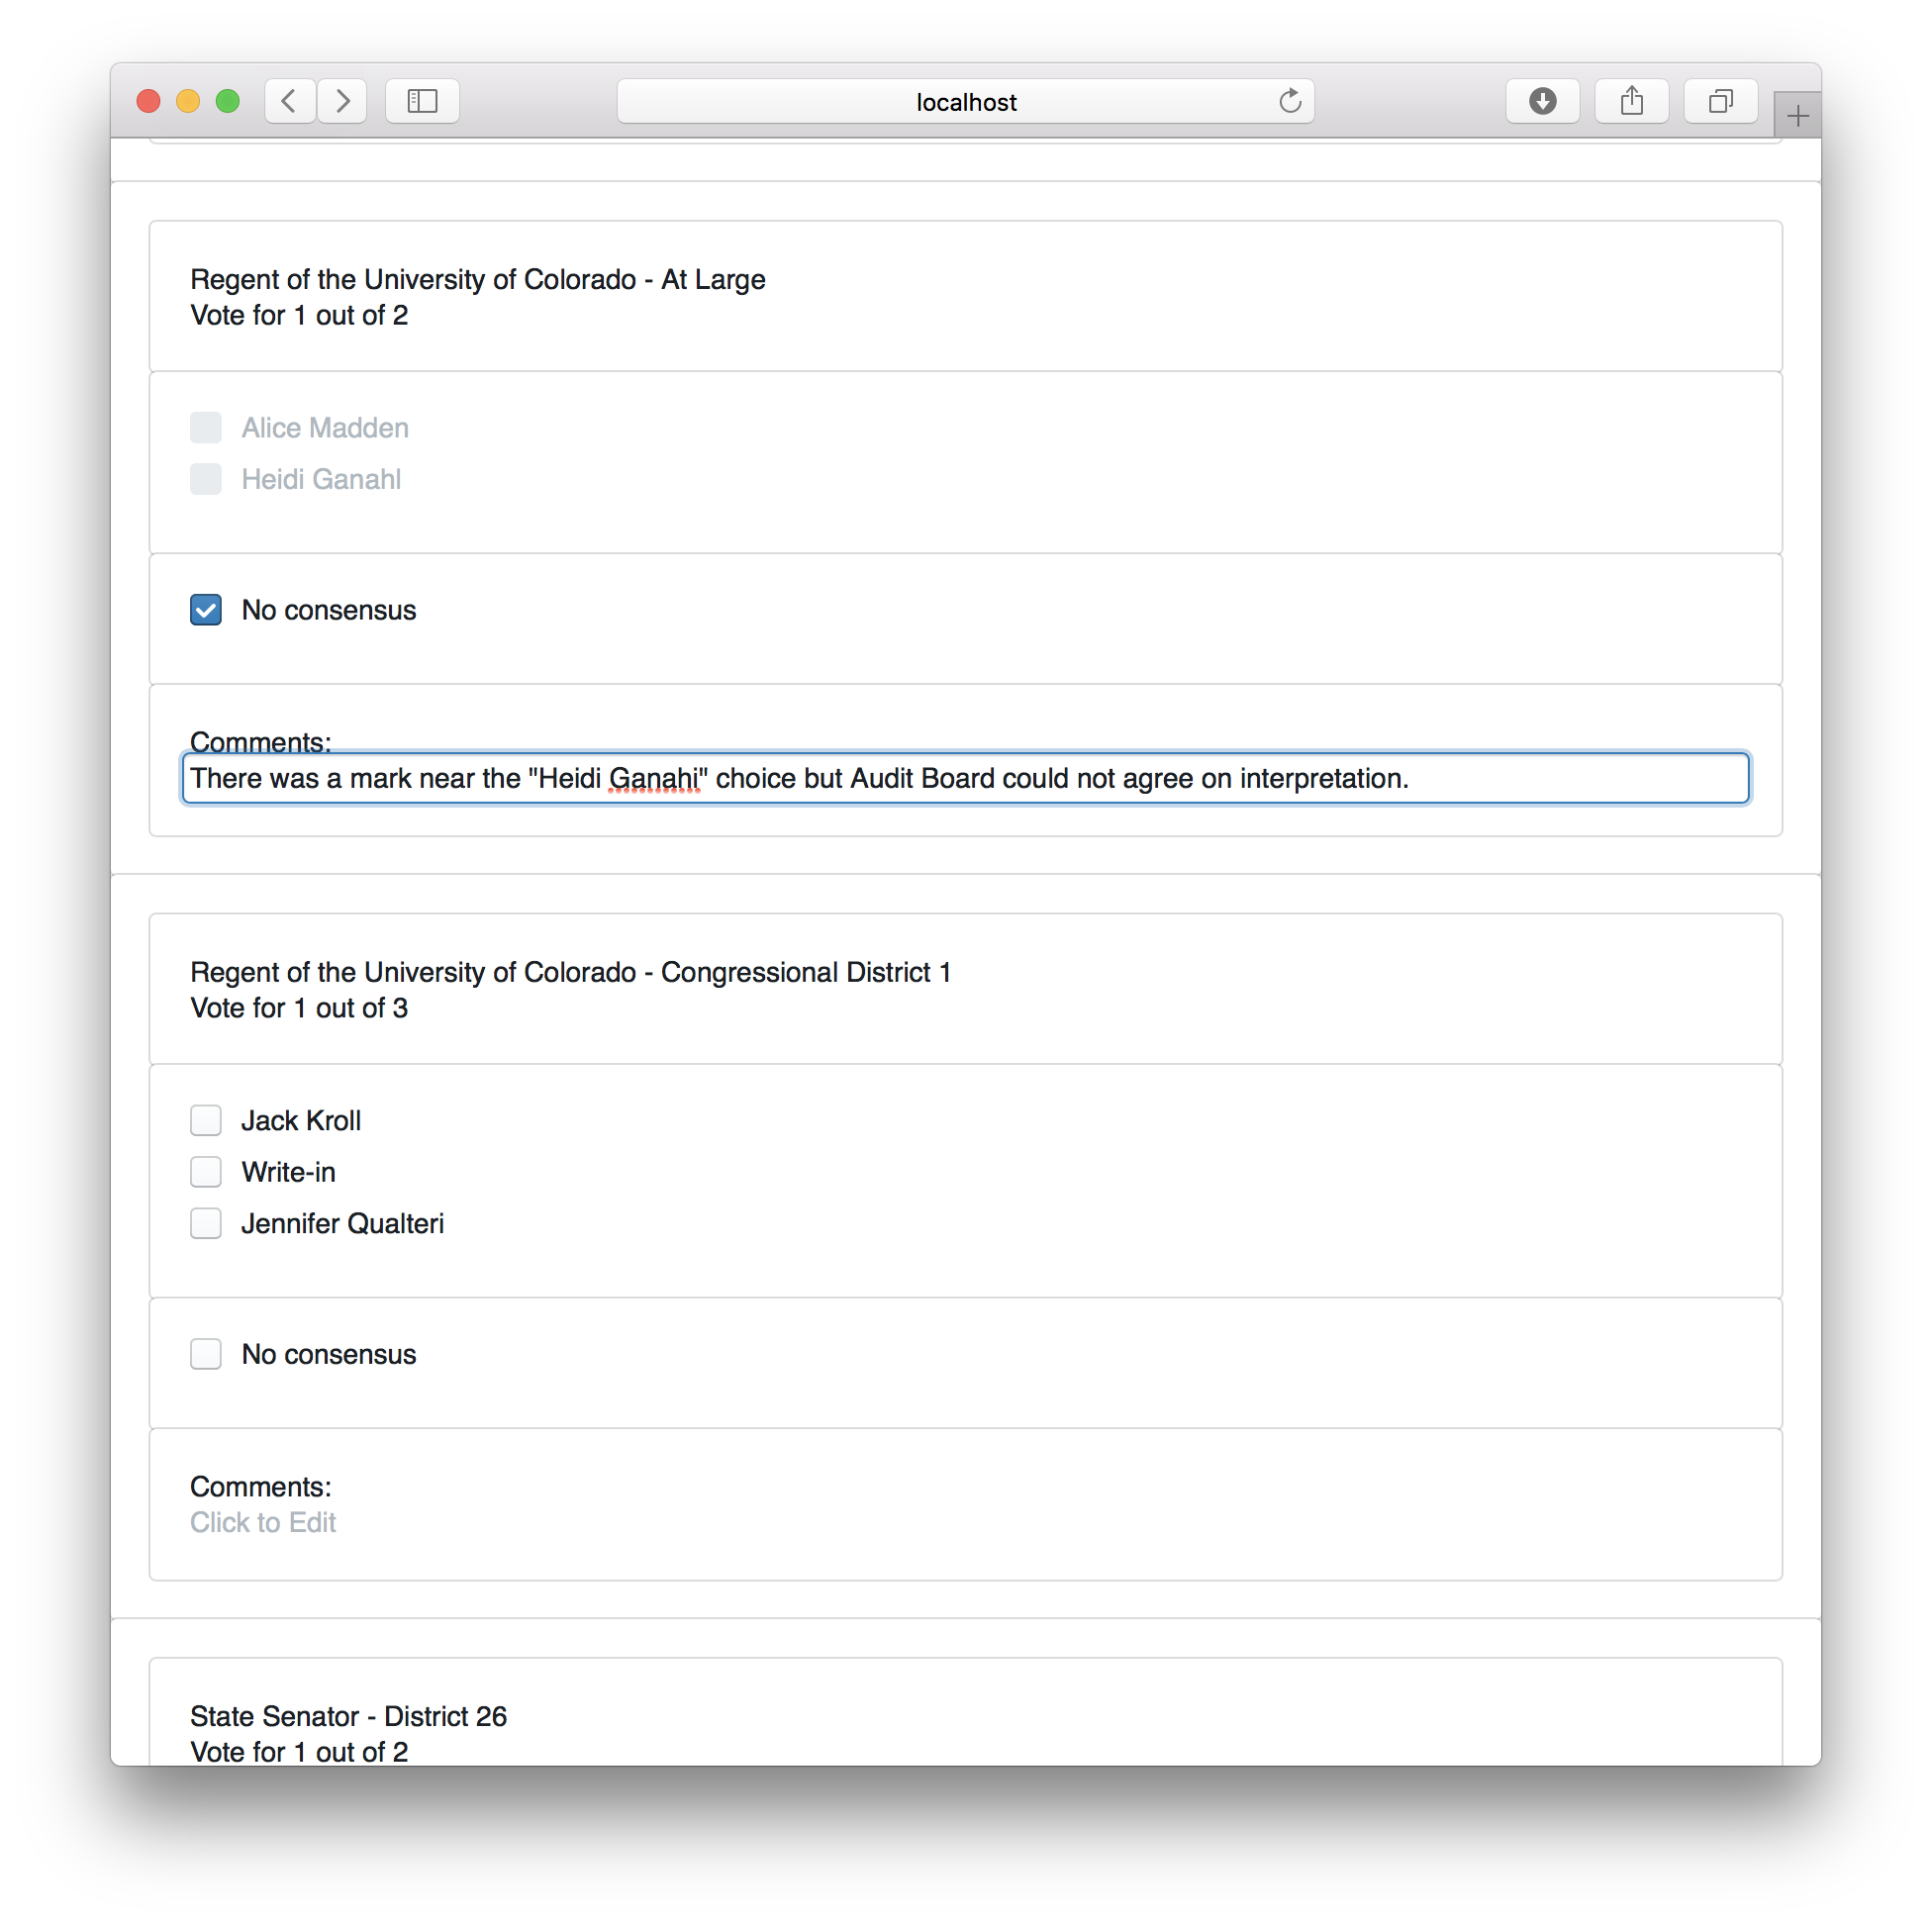 localhost
Regent of the University of Colorado - At Large
Vote for 1 out of 2
Alice Madden
Heidi Ganahl
No consensus
Comments:
There was a mark near the "Heidi Ganahi" choice but Audit Board could not agree on interpretation.
Regent of the University of Colorado - Congressional District 1
Vote for 1 out of 3
Jack Kroll
Write-in
Jennifer Qualteri
No consensus
Comments:
Click to Edit
State Senator - District 26
Vote for 1 out of 2